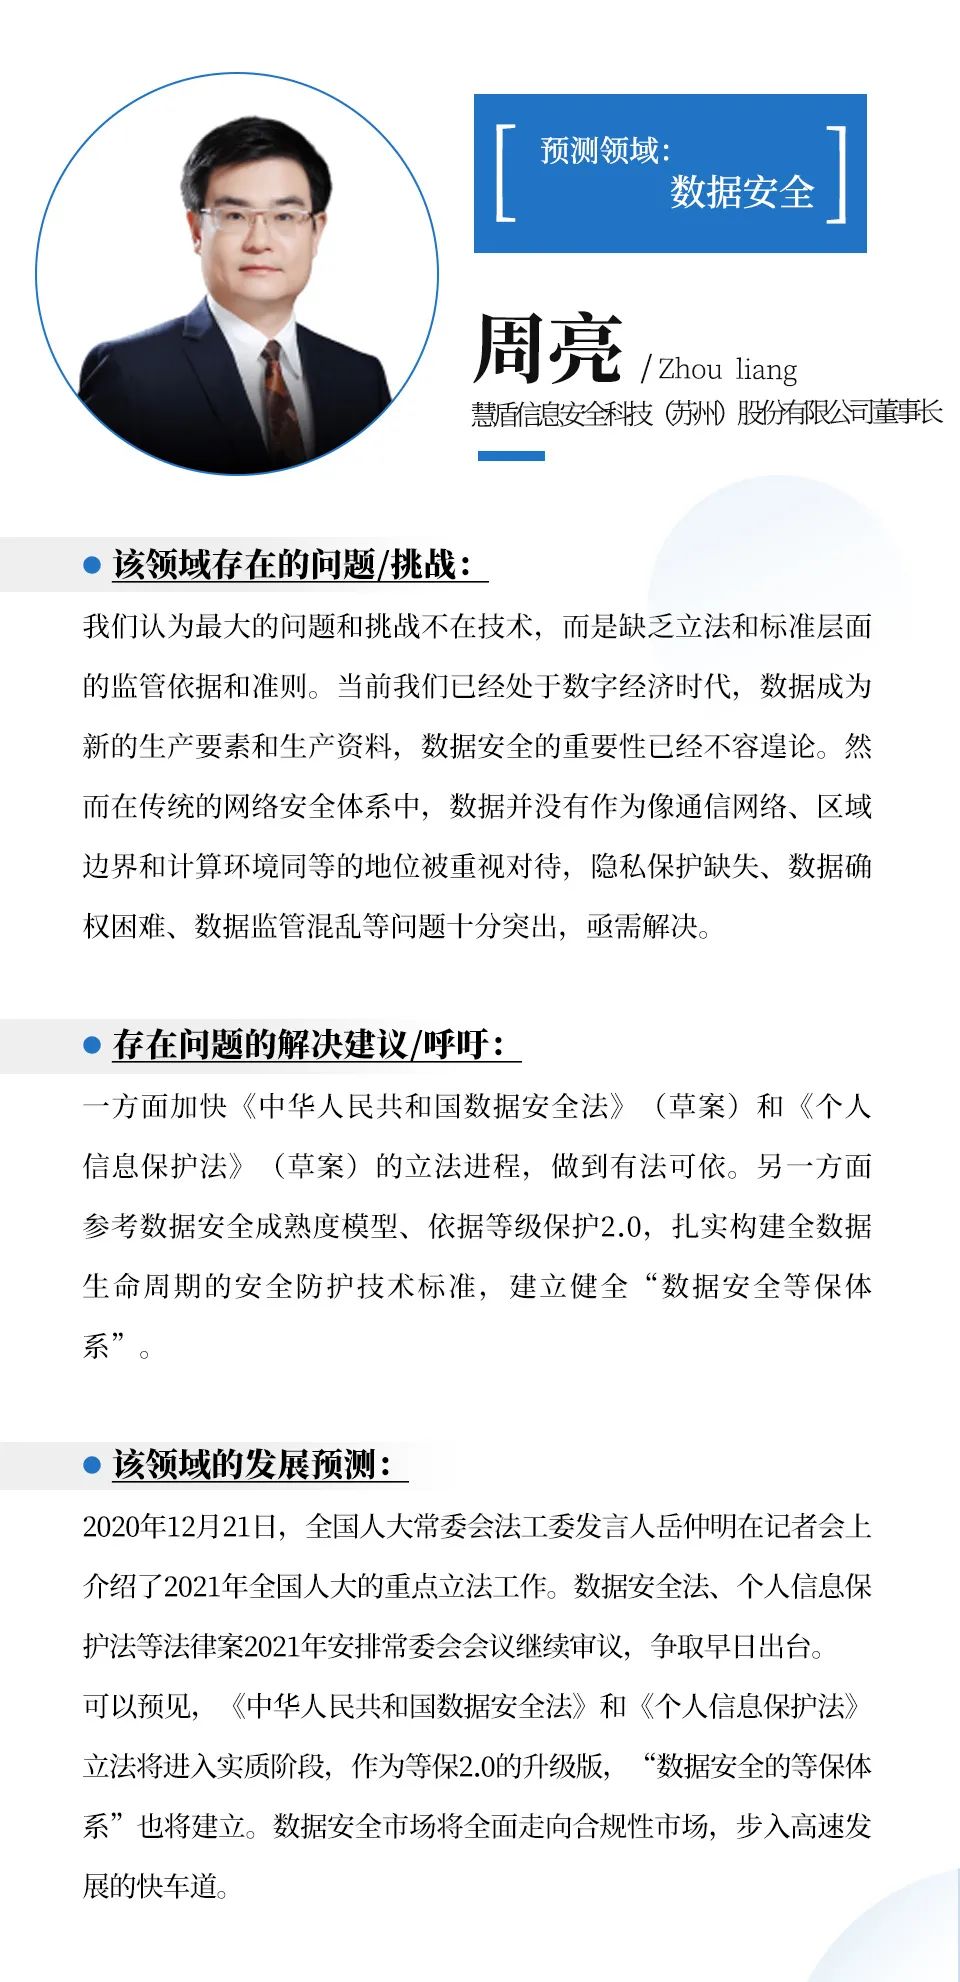 预测领域：
数据安全
周亮 / Zhou liang
慧盾信息安全科技（苏州）股份有限公司董事长
该领域存在的问题/挑战：
我们认为最大的问题和挑战不在技术，而是缺乏立法和标准层面
的监管依据和准则。当前我们已经处于数字经济时代，数据成为
新的生产要素和生产资料，数据安全的重要性已经不容遑论。然
而在传统的网络安全体系中，数据并没有作为像通信网络、区域
边界和计算环境同等的地位被重视对待，隐私保护缺失、数据确
权困难、数据监管混乱等问题十分突出，亟需解决。
存在问题的解决建议/呼吁：
一方面加快《中华人民共和国数据安全法》（草案）和《个人
信息保护法》（草案）的立法进程，做到有法可依。另一方面
参考数据安全成熟度模型、依据等级保护2.0，扎实构建全数据
生命周期的安全防护技术标准，建立健全“数据安全等保体
系”。
该领域的发展预测：
2020年12月21日，全国人大常委会法工委发言人岳仲明在记者会上
介绍了2021年全国人大的重点立法工作。数据安全法、个人信息保
护法等法律案2021年安排常委会会议继续审议，争取早日出台。
可以预见，《中华人民共和国数据安全法》和《个人信息保护法》
立法将进入实质阶段，作为等保2.0的升级版，“数据安全的等保体
系”也将建立。数据安全市场将全面走向合规性市场，步入高速发
展的快车道。